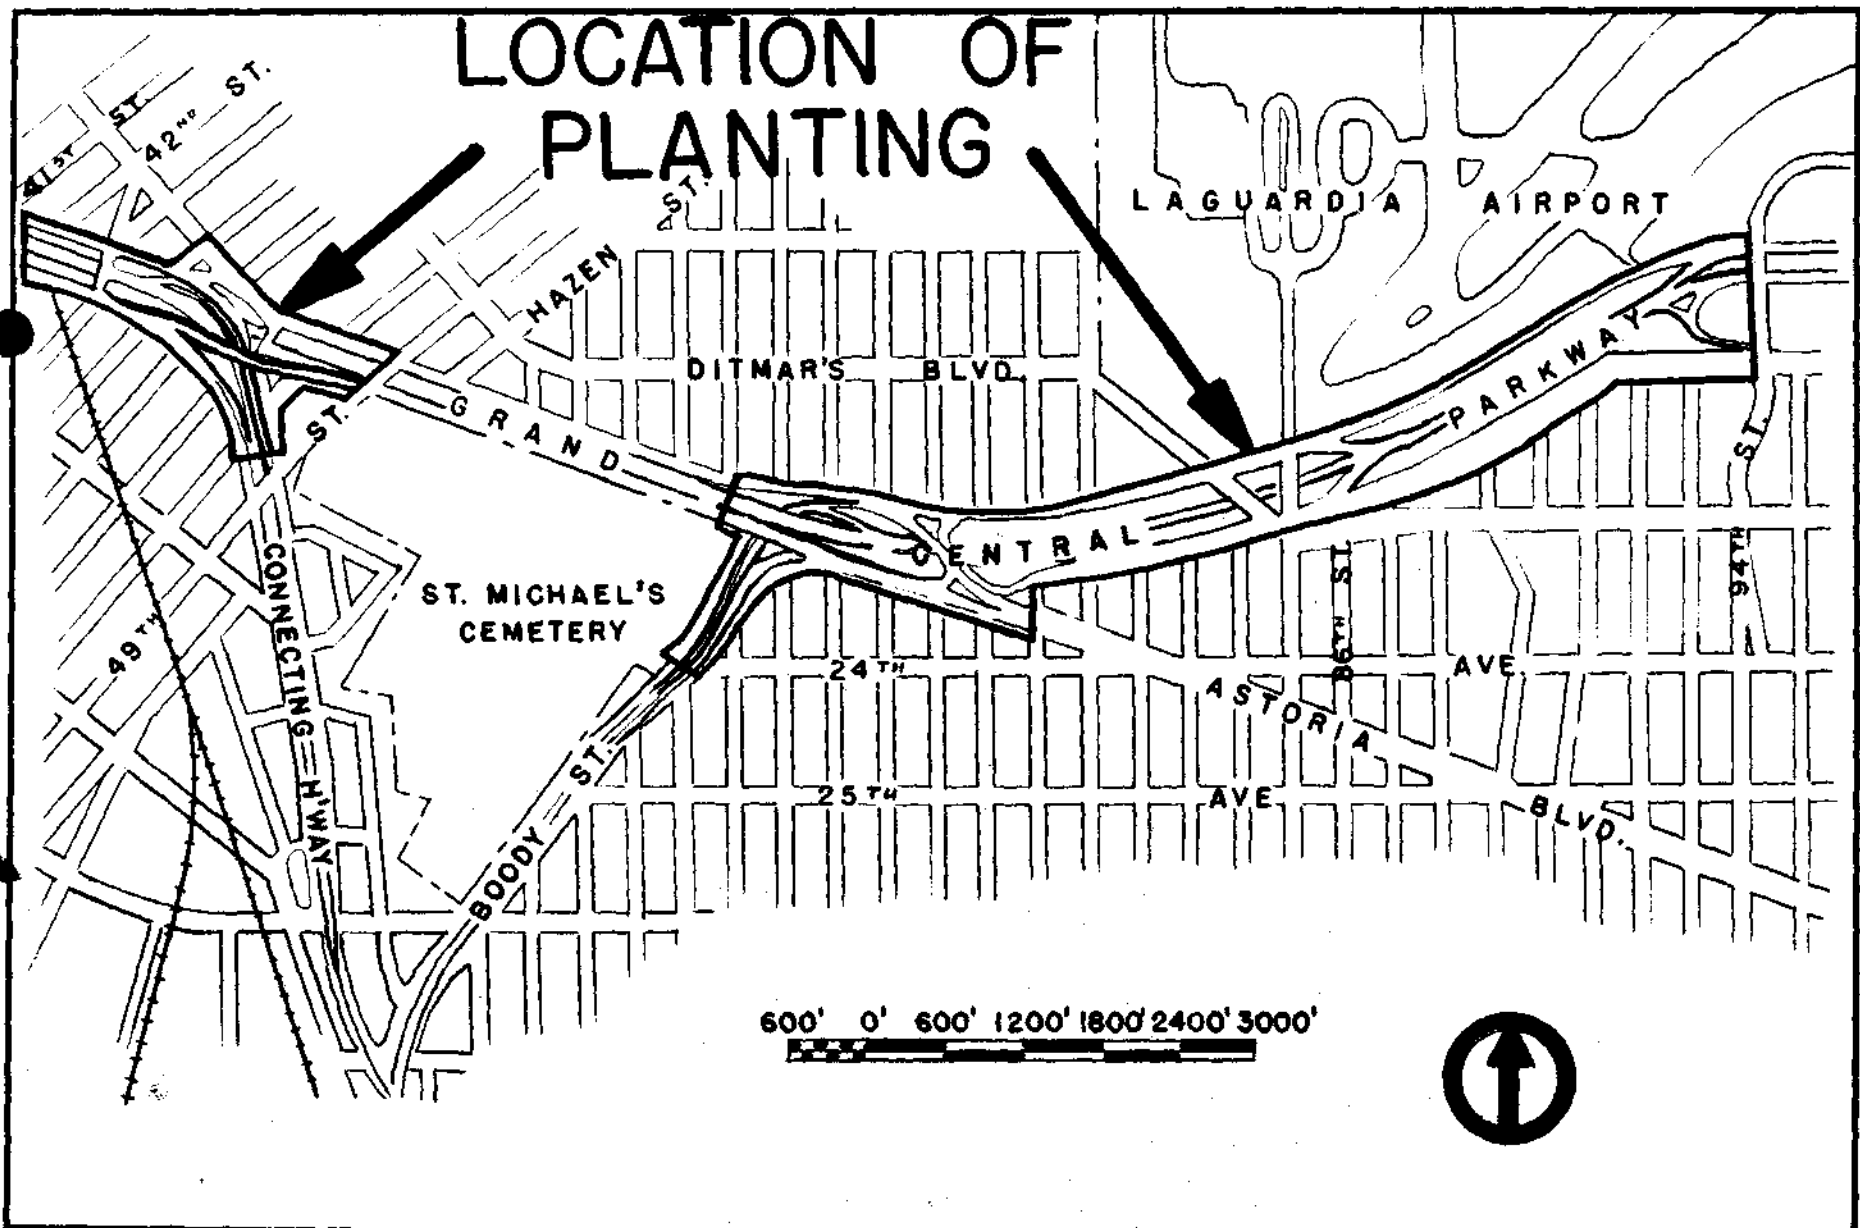 LOCATION OF
PLANTING
41ST ST.
42ND ST.
HAZEN ST.
LAGUARDIA AIRPORT
DITMAR'S BLVD.
GRAND CENTRAL PARKWAY
49TH ST.
CONNECTING H'WAY
ST. MICHAEL'S
CEMETERY
BOODY ST.
24TH AVE.
25TH AVE.
ASTORIA BLVD.
86TH ST.
94TH ST.
600' 0' 600' 1200' 1800' 2400' 3000'